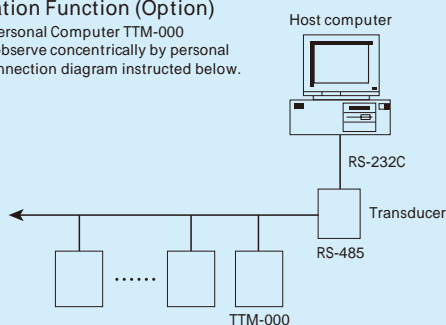 ation Function (Option)
ersonal Computer TTM-000
observe concentrically by personal
nnection diagram instructed below.
Host computer
RS-232C
Transducer
RS-485
......
TTM-000